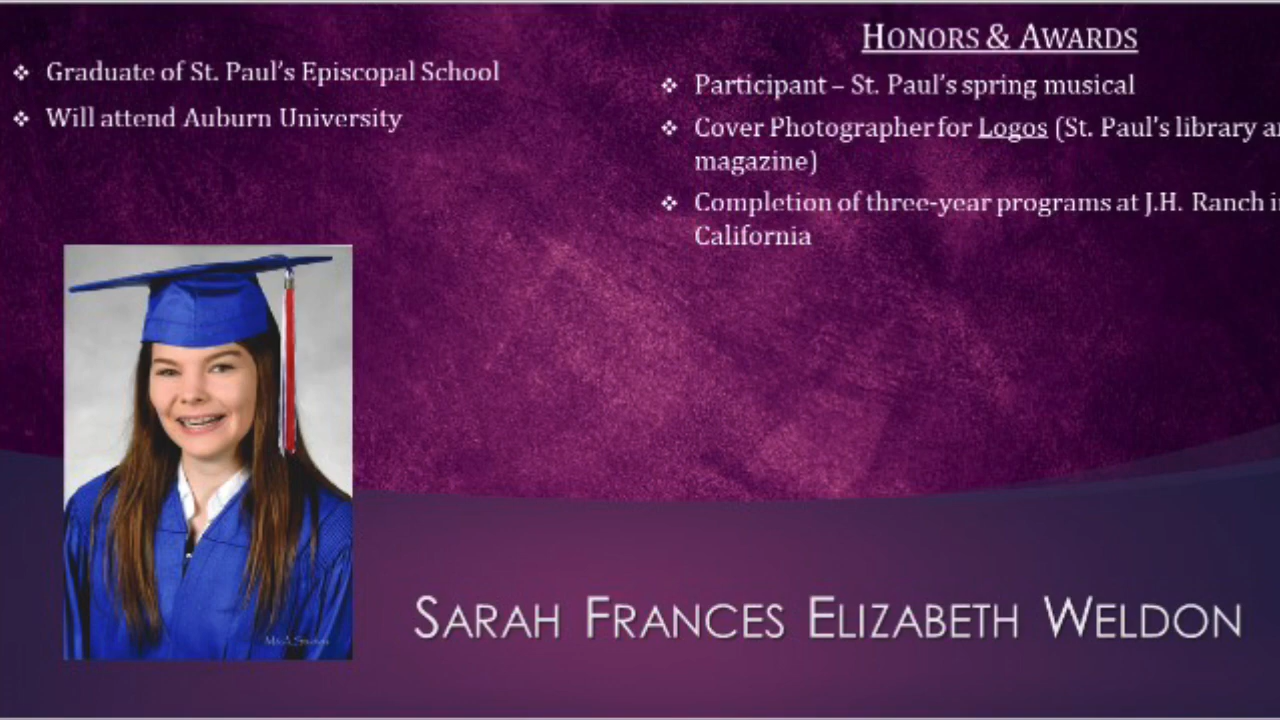 Graduate of St. Paul's Episcopal School
Will attend Auburn University
HONORS & AWARDS
Participant – St. Paul's spring musical
Cover Photographer for Logos (St. Paul's library
magazine)
Completion of three-year programs at J.H. Ranch
California
SARAH FRANCES ELIZABETH WELDON